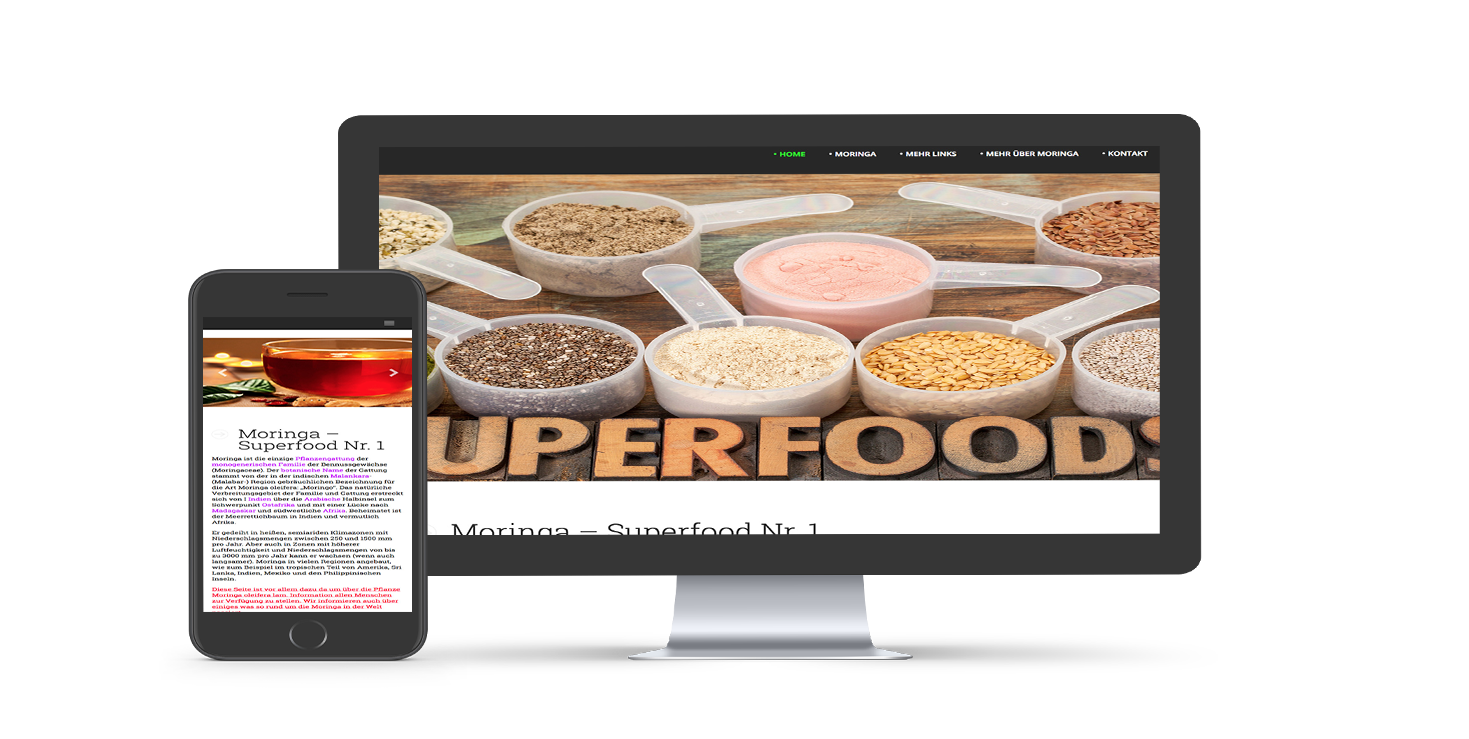 • HOME • MORINGA • MEHR LINKS • MEHR ÜBER MORINGA • KONTAKT
UPERFOODS
Moringa – Superfood Nr. 1
Moringa –
Superfood Nr. 1
Moringa ist die einzige Pflanzengattung der
monogenerischen Familie der Bennussgewächse
(Moringaceae). Der botanische Name der Gattung
stammt von der in der indischen Malankara-
(Malabar-) Region gebräuchlichen Bezeichnung für
die Art Moringa oleifera: „Moringo“. Das natürliche
Verbreitungsgebiet der Familie und Gattung erstreckt
sich von I Indien über die Arabische Halbinsel zum
Schwerpunkt Ostafrika und mit einer Lücke nach
Madagaskar und südwestliche Afrika. Beheimatet ist
der Meerrettichbaum in Indien und vermutlich
Afrika.
Er gedeiht in heißen, semiariden Klimazonen mit
Niederschlagsmengen zwischen 250 und 1500 mm
pro Jahr. Aber auch in Zonen mit höherer
Luftfeuchtigkeit und Niederschlagsmengen von bis
zu 3000 mm pro Jahr kann er wachsen (wenn auch
langsamer). Moringa in vielen Regionen angebaut,
wie zum Beispiel im tropischen Teil von Amerika, Sri
Lanka, Indien, Mexiko und den Philippinischen
Inseln.
Diese Seite ist vor allem dazu da um über die Pflanze
Moringa oleifera lam. Information allen Menschen
zur Verfügung zu stellen. Wir informieren auch über
einiges was so rund um die Moringa in der Welt